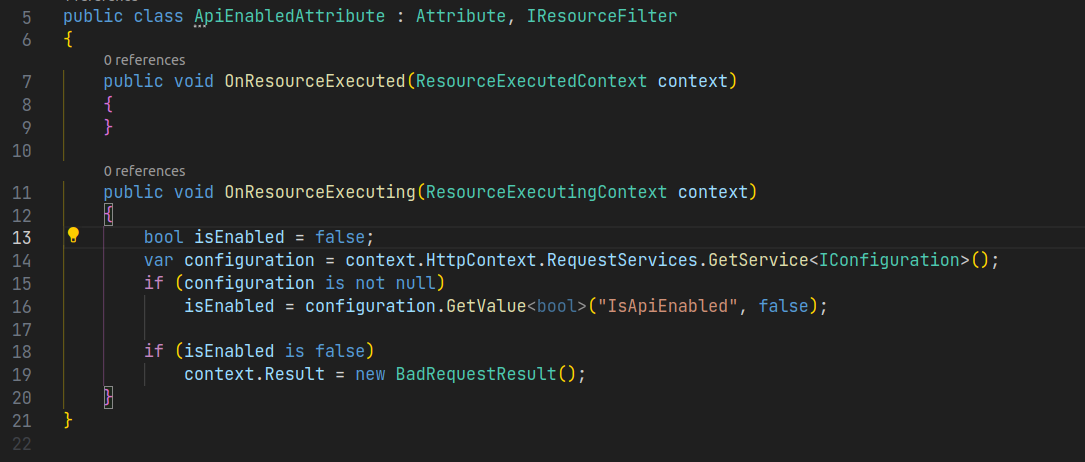 5 public class ApiEnabledAttribute : Attribute, IResourceFilter
6 {
0 references
7 public void OnResourceExecuted(ResourceExecutedContext context)
8 {
9 }
10
0 references
11 public void OnResourceExecuting(ResourceExecutingContext context)
12 {
13 bool isEnabled = false;
14 var configuration = context.HttpContext.RequestServices.GetService<IConfiguration>();
15 if (configuration is not null)
16 isEnabled = configuration.GetValue<bool>("IsApiEnabled", false);
17
18 if (isEnabled is false)
19 context.Result = new BadRequestResult();
20 }
21 }
22